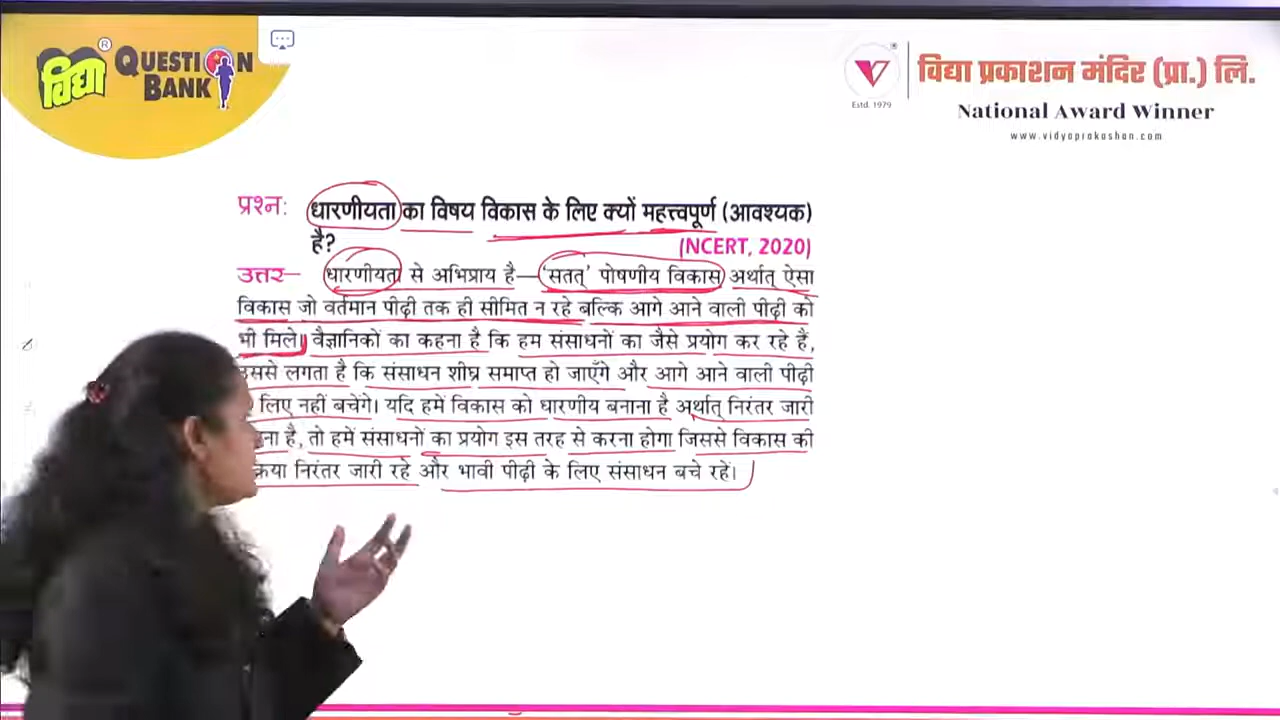 विद्या
®
QUESTION
BANK
Estd. 1979
विद्या प्रकाशन मंदिर (प्रा.) लि.
National Award Winner
www.vidyaprakashan.com
प्रश्न: धारणीयता का विषय विकास के लिए क्यों महत्त्वपूर्ण (आवश्यक)
है? (NCERT, 2020)
उत्तर– धारणीयता से अभिप्राय है—'सतत्' पोषणीय विकास अर्थात् ऐसा
विकास जो वर्तमान पीढ़ी तक ही सीमित न रहे बल्कि आगे आने वाली पीढ़ी को
भी मिले। वैज्ञानिकों का कहना है कि हम संसाधनों का जैसे प्रयोग कर रहे हैं,
उससे लगता है कि संसाधन शीघ्र समाप्त हो जाएँगे और आगे आने वाली पीढ़ी
लिए नहीं बचेंगे। यदि हमें विकास को धारणीय बनाना है अर्थात् निरंतर जारी
है, तो हमें संसाधनों का प्रयोग इस तरह से करना होगा जिससे विकास की
निरंतर जारी रहे और भावी पीढ़ी के लिए संसाधन बचे रहें।